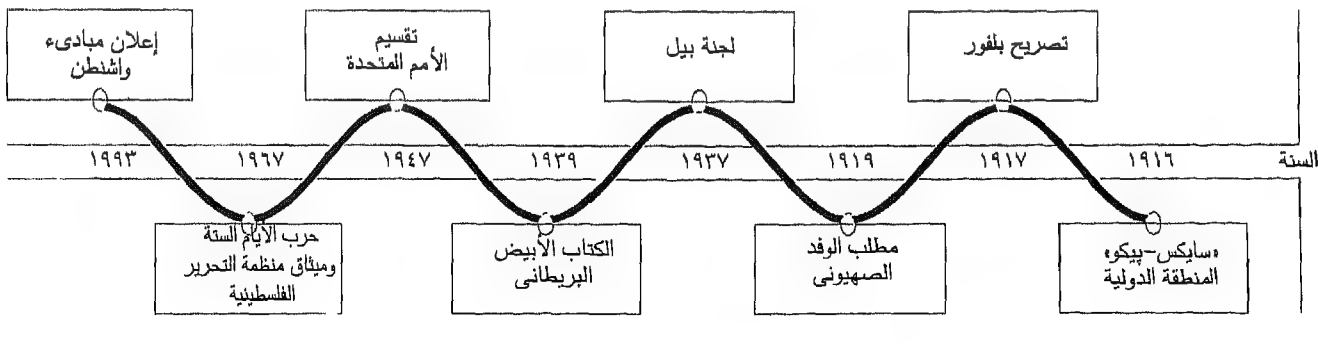 تصريح بلفور
لجنة بيل
تقسيم
الأمم المتحدة
إعلان مبادىء
واشنطن
السنة ١٩١٦ ١٩١٧ ١٩١٩ ١٩٣٧ ١٩٣٩ ١٩٤٧ ١٩٦٧ ١٩٩٣
«سايكس-پيكو»
المنطقة الدولية
مطلب الوفد
الصهيونى
الكتاب الأبيض
البريطانى
حرب الأيام الستة
وميثاق منظمة التحرير
الفلسطينية